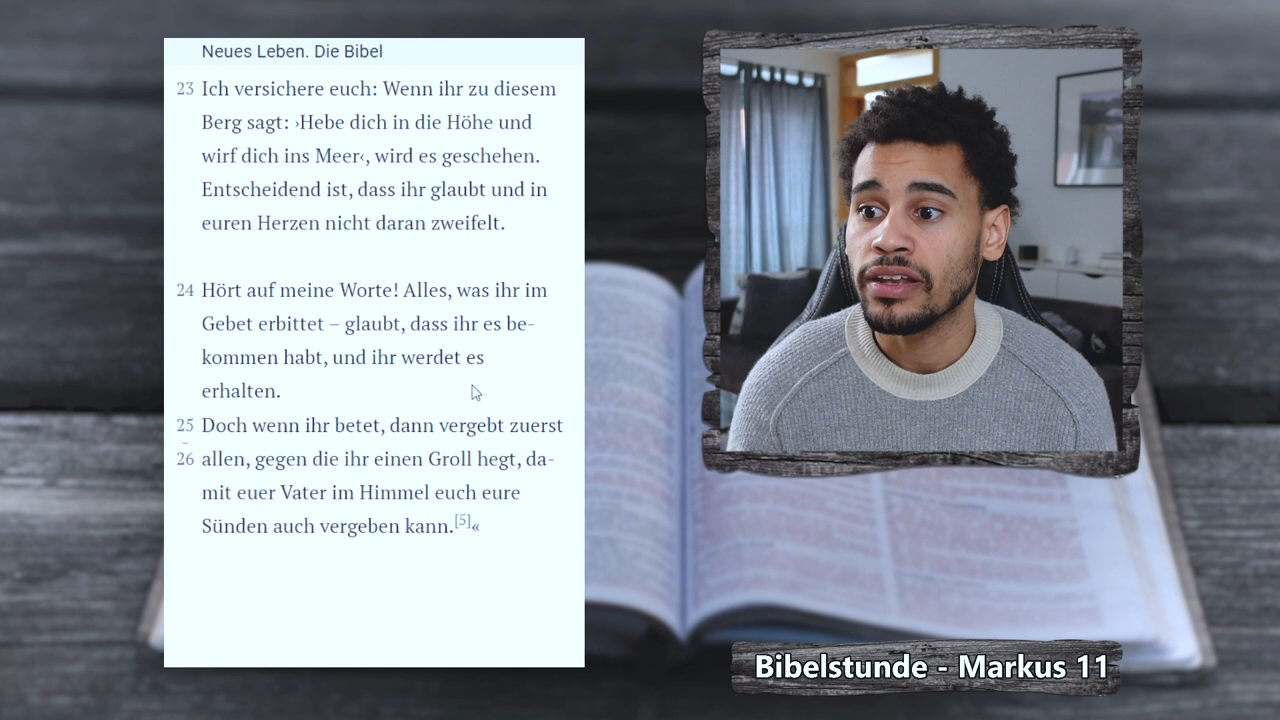 Neues Leben. Die Bibel
23 Ich versichere euch: Wenn ihr zu diesem
Berg sagt: ›Hebe dich in die Höhe und
wirf dich ins Meer‹, wird es geschehen.
Entscheidend ist, dass ihr glaubt und in
euren Herzen nicht daran zweifelt.
24 Hört auf meine Worte! Alles, was ihr im
Gebet erbittet – glaubt, dass ihr es be-
kommen habt, und ihr werdet es
erhalten.
25 Doch wenn ihr betet, dann vergebt zuerst
-
26 allen, gegen die ihr einen Groll hegt, da-
mit euer Vater im Himmel euch eure
Sünden auch vergeben kann.[5]«
Bibelstunde - Markus 11